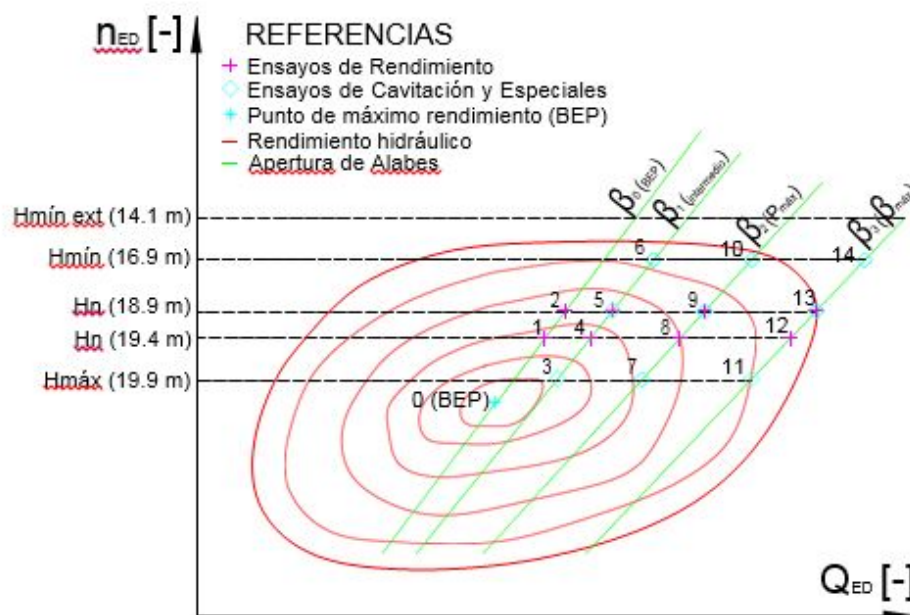 nED [-]
REFERENCIAS
Ensayos de Rendimiento
Ensayos de Cavitación y Especiales
Punto de máximo rendimiento (BEP)
Rendimiento hidráulico
Apertura de Alabes
β0 (BEP)
β1 (intermedio)
β2 (Pmáx)
β3 (βmáx)
Hmín ext (14.1 m)
Hmín (16.9 m)
6
10
14
Hn (18.9 m)
2
5
9
13
Hn (19.4 m)
1
4
8
12
Hmáx (19.9 m)
3
7
11
0 (BEP)
QED [-]